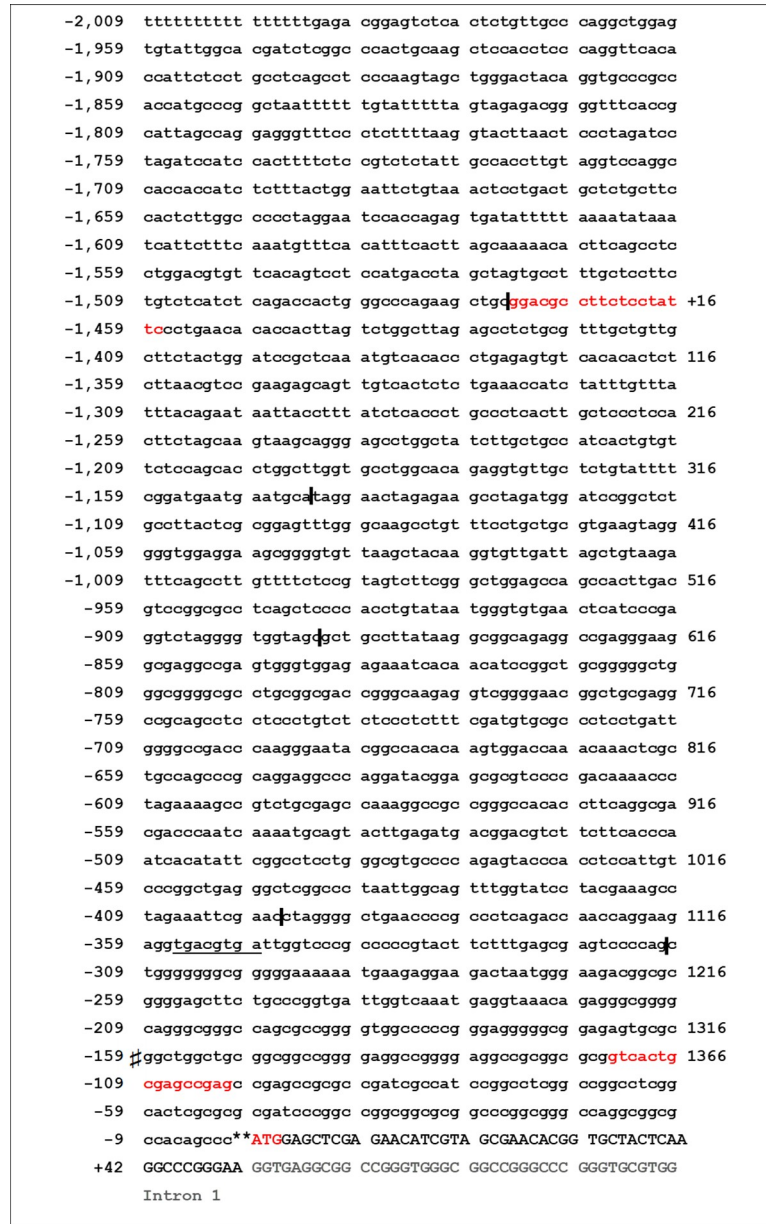 -2,009 tttttttttt ttttttgaga cggagtctca ctctgttgcc caggctggag
-1,959 tgtattggca cgatctcggc ccactgcaag ctccacctcc caggttcaca
-1,909 ccattctcct gcctcagcct cccaagtagc tgggactaca ggtgcccgcc
-1,859 accatgcccg gctaattttt tgtattttta gtagagacgg ggtttcaccg
-1,809 cattagccag gagggtttcc ctcttttaag gtacttaact ccctagatcc
-1,759 tagatccatc cacttttctc cgtctctatt gccaccttgt aggtccaggc
-1,709 caccaccatc tctttactgg aattctgtaa actcctgact gctctgcttc
-1,659 cactcttggc cccctaggaa tccaccagag tgatattttt aaaatataaa
-1,609 tcattctttc aaatgtttca catttcactt agcaaaaaca cttcagcctc
-1,559 ctggacgtgt ttcacagtct ccatgaccta gctagtgcct ttgctccttc
-1,509 tgtctcatct cagaccactg ggcccagaag ctgcggacgc cttctcctat +16
-1,459 tccctgaaca caccacttag tctggcttag agcctctgcg tttgctgttg
-1,409 cttctactgg atccgctcaa atgtcacacc ctgagagtgt cacacactct 116
-1,359 cttaacgtcc gaagagcagt tgtcactctc tgaaaccatc tatttgttta
-1,309 tttacagaat aattaccttt atctcaccct gccctcactt gctccctcca 216
-1,259 cttctagcaa gtaagcaggg agcctggcta tcttgctgcc atcactgtgt
-1,209 tctccagcac ctggcttggt gcctggcaca gaggtgttgc tctgtatttt 316
-1,159 cggatgaatg aatgcataggg aactagagaa gcctagatgg atccggctct
-1,109 gccttactcg cggagtttgg gcaagcctgt ttcctgctgc gtgaagtagg 416
-1,059 gggtggagga agcggggtgt taagctacaa ggtgttgatt agctgtaaga
-1,009 tttcagcctt gttttctccg tagtcttcgg gctggagcca gccacttgac 516
-959 gtccggcgcc tcagctcccc acctgtataa tgggtgtgaa ctcatcccga
-909 ggtctagggg tggtagcgct gccttataag gcggcagagg ccgagggaag 616
-859 gcgaggccga gtgggtggag agaaatcaca acatccggct gcgggggctg
-809 ggcggggcgc ctgcggcgac cgggcaagag gtcggggaac ggctgcgagg 716
-759 ccgcagcctc ctccctgtct ctccctcttt cgatgtgcgc cctcctgatt
-709 ggggccgacc caagggaata cggccacaca agtggaccaa acaaactcgc 816
-659 tgccagcccg caggaggccc aggatacgga gcgcgtcccc gacaaaaccc
-609 tagaaaagcc gtctgcgagc caaaggccgc cgggccacac cttcaggcga 916
-559 cgacccaatc aaaatgcagt acttgagatg acggacgtct tcttcaccca
-509 atcacatatt cggcctcctg ggcgtgcccc agagtaccca cctccattgt 1016
-459 cccggctgag ggctcggccc taattggcag tttggtatcc tacgaaagcc
-409 tagaaattcg aacctagggg ctgaaccccg ccctcagacc aaccaggaag 1116
-359 aggtgacgtg attggtcccg cccccgtact tctttgagcg agtccccagc
-309 tgggggggcg ggggaaaaaa tgaagaggaa gactaatggg aagacggcgc 1216
-259 ggggagcttc tgcccggtga ttggtcaaat gaggtaaaca gagggcgggg
-209 cagggcgggc cagcgccggg gtggcccccg ggagggggcg gagagtgcgc 1316
-159 ♯ggctggctgc gcggcggccgg gaggccgggg aggccgcggc gcggtcactg 1366
-109 cgagccgagc cgagccgcgc cgatcgccat ccggcctcgg ccggcctcgg
-59 cactcgcgcg cgatcccggc cggcggcgcg gcccggcggg ccaggcggcg
-9 ccacagccc**ATGGAGCTCGA GAACATCGTA GCGAACACGG TGCTACTCAA
+42 GGCCCGGGAA GGTGAGGCGG CCGGGTGGGC GGCCGGGCCC GGGTGCGTGG
Intron 1